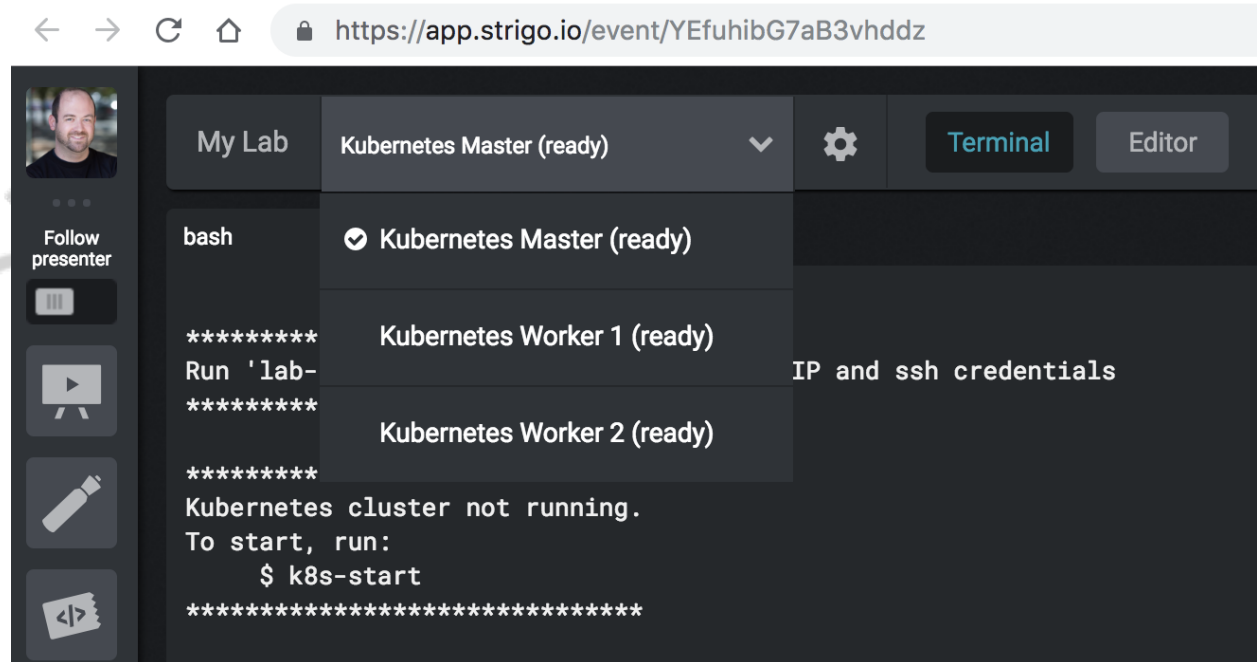 https://app.strigo.io/event/YEfuhibG7aB3vhddz
My Lab
Kubernetes Master (ready)
Terminal
Editor
Follow
presenter
bash
Kubernetes Master (ready)
Kubernetes Worker 1 (ready)
Kubernetes Worker 2 (ready)
*********
Run 'lab- IP and ssh credentials
*********
*********
Kubernetes cluster not running.
To start, run:
$ k8s-start
*******************************